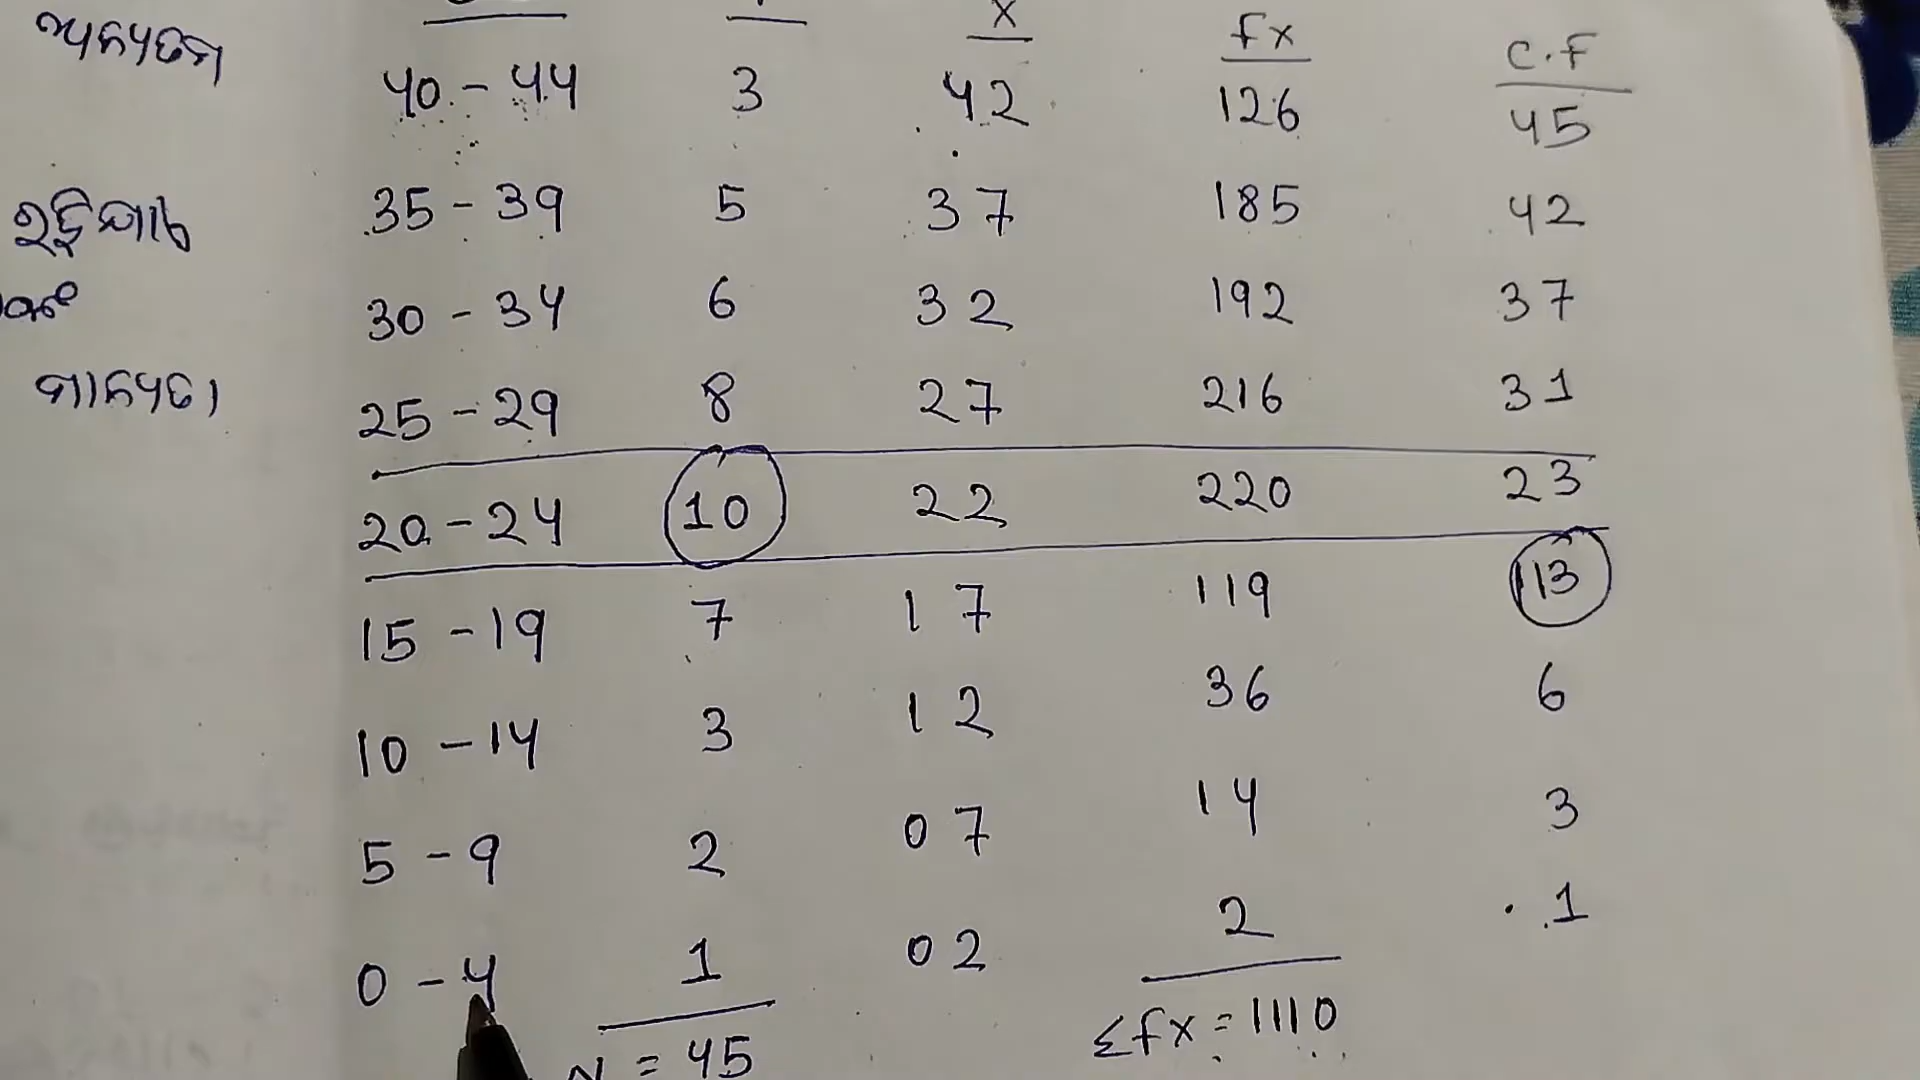 x fx C.F
40 - 44 3 42 126 45
35 - 39 5 37 185 42
30 - 34 6 32 192 37
25 - 29 8 27 216 31
20 - 24 10 22 220 23
15 - 19 7 17 119 13
10 - 14 3 12 36 6
5 - 9 2 07 14 3
0 - 4 1 02 2 1
N = 45 Σfx = 1110